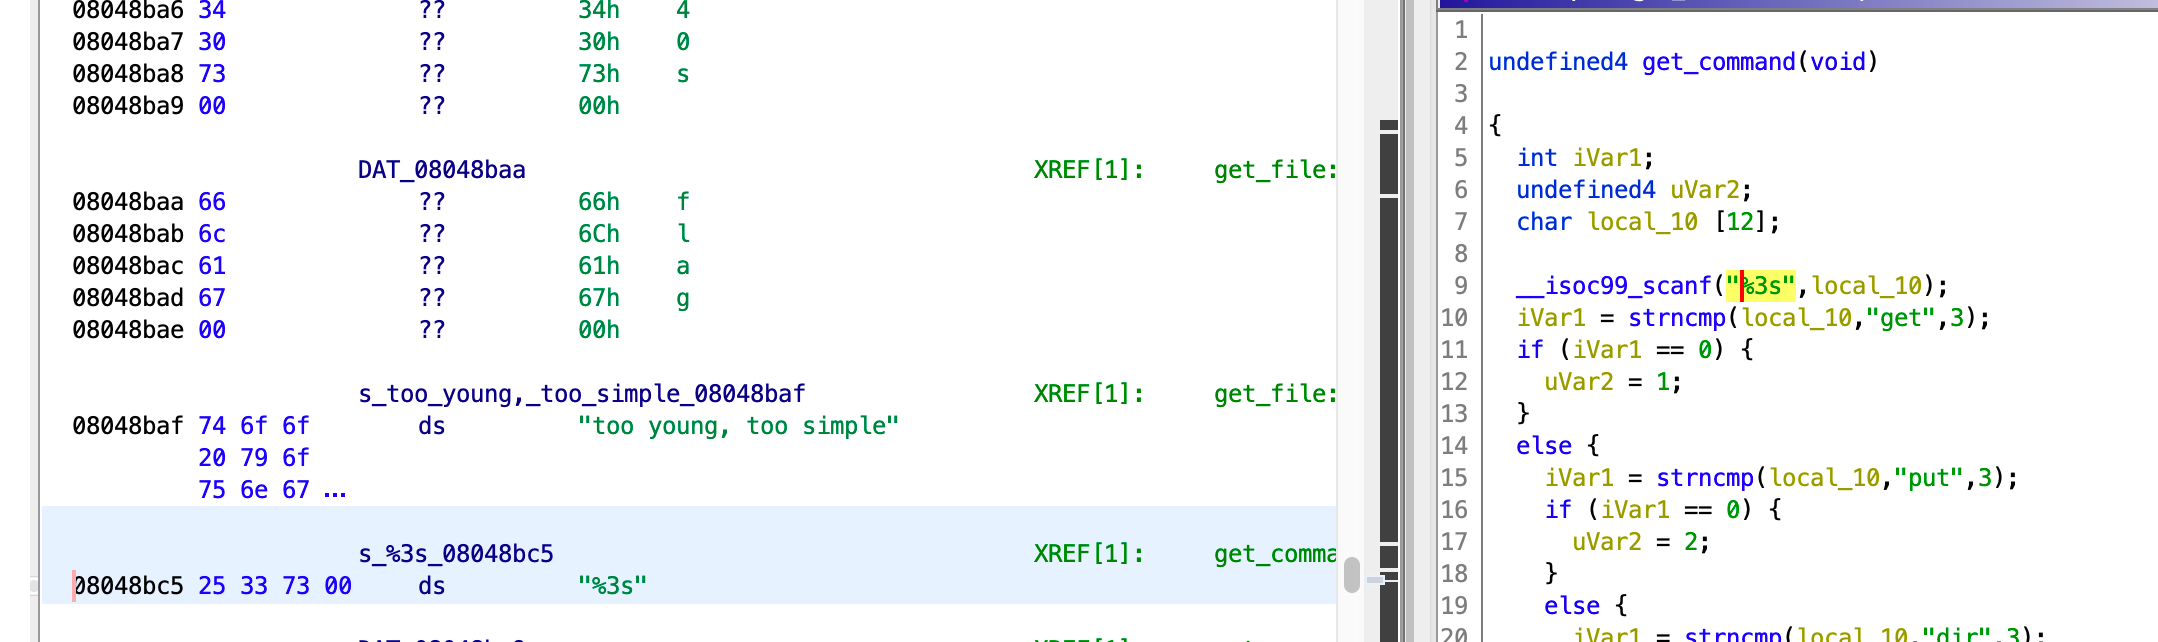 08048ba6 34 ?? 34h 4
08048ba7 30 ?? 30h 0
08048ba8 73 ?? 73h s
08048ba9 00 ?? 00h
DAT_08048baa XREF[1]: get_file:
08048baa 66 ?? 66h f
08048bab 6c ?? 6Ch l
08048bac 61 ?? 61h a
08048bad 67 ?? 67h g
08048bae 00 ?? 00h
s_too_young,_too_simple_08048baf XREF[1]: get_file:
08048baf 74 6f 6f ds "too young, too simple"
20 79 6f
75 6e 67 ...
s_%3s_08048bc5 XREF[1]: get_comma
08048bc5 25 33 73 00 ds "%3s"
1
2 undefined4 get_command(void)
3
4 {
5 int iVar1;
6 undefined4 uVar2;
7 char local_10 [12];
8
9 __isoc99_scanf("%3s",local_10);
10 iVar1 = strncmp(local_10,"get",3);
11 if (iVar1 == 0) {
12 uVar2 = 1;
13 }
14 else {
15 iVar1 = strncmp(local_10,"put",3);
16 if (iVar1 == 0) {
17 uVar2 = 2;
18 }
19 else {
20 iVar1 = strncmp(local_10,"dir",3);